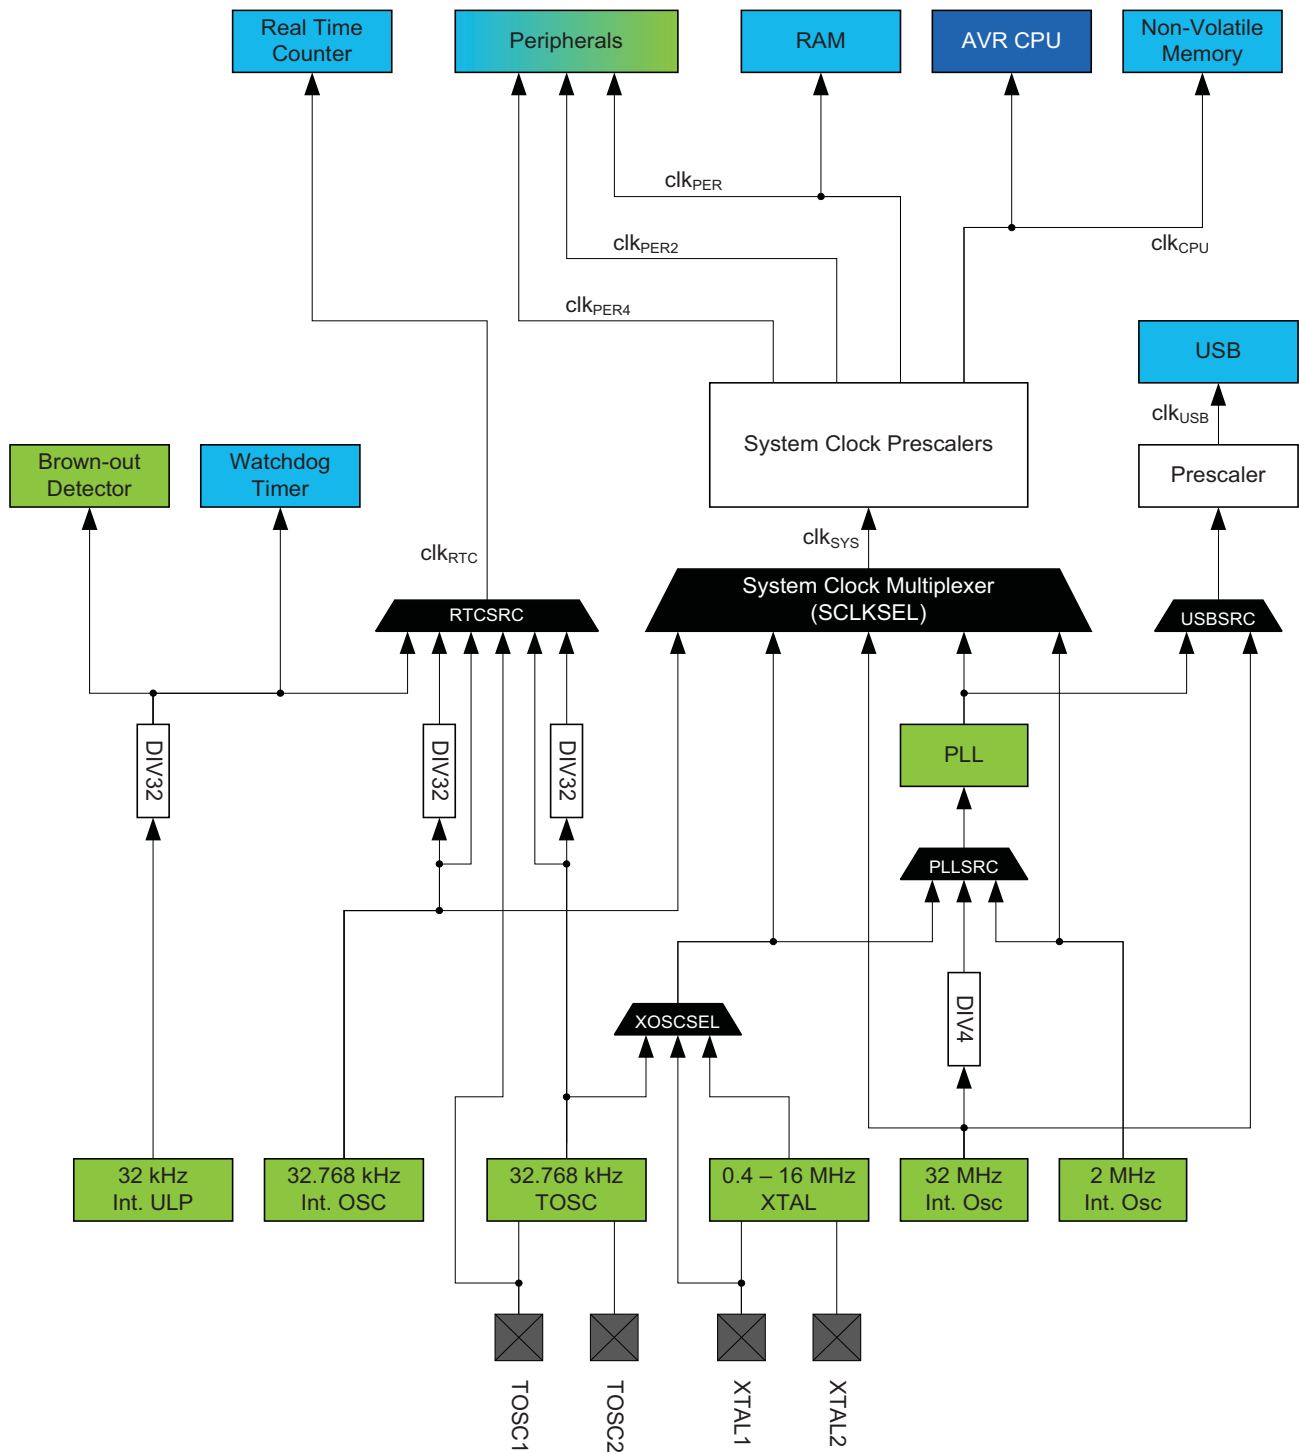 Real Time
Counter
Peripherals
RAM
AVR CPU
Non-Volatile
Memory
clkPER
clkPER2
clkCPU
clkPER4
USB
clkUSB
System Clock Prescalers
Brown-out
Detector
Watchdog
Timer
Prescaler
clkSYS
clkRTC
System Clock Multiplexer
(SCLKSEL)
RTCSRC
USBSRC
DIV32
DIV32
DIV32
PLL
PLLSRC
DIV4
XOSCSEL
32 kHz
Int. ULP
32.768 kHz
Int. OSC
32.768 kHz
TOSC
0.4 – 16 MHz
XTAL
32 MHz
Int. Osc
2 MHz
Int. Osc
TOSC1
TOSC2
XTAL1
XTAL2